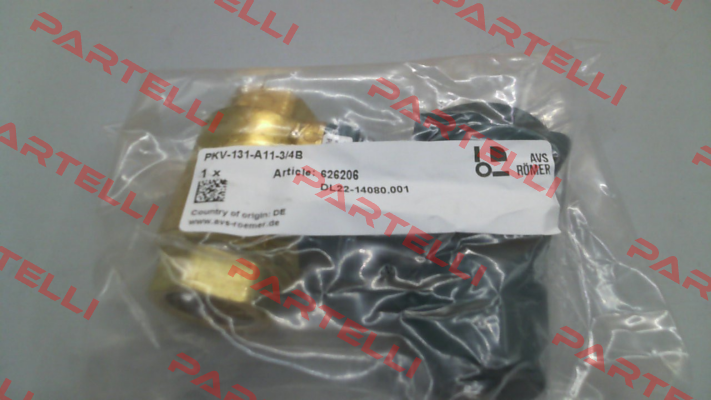 PKV-131-A11-3/4B
1 x Article: 626206
DL22-14080.001
Country of origin: DE
www.avs-roemer.de
AVS
RÖMER
PARTELLI
PARTELLI
PARTELLI
PARTELLI
PARTELLI
PARTELLI
PARTELLI
PARTELLI